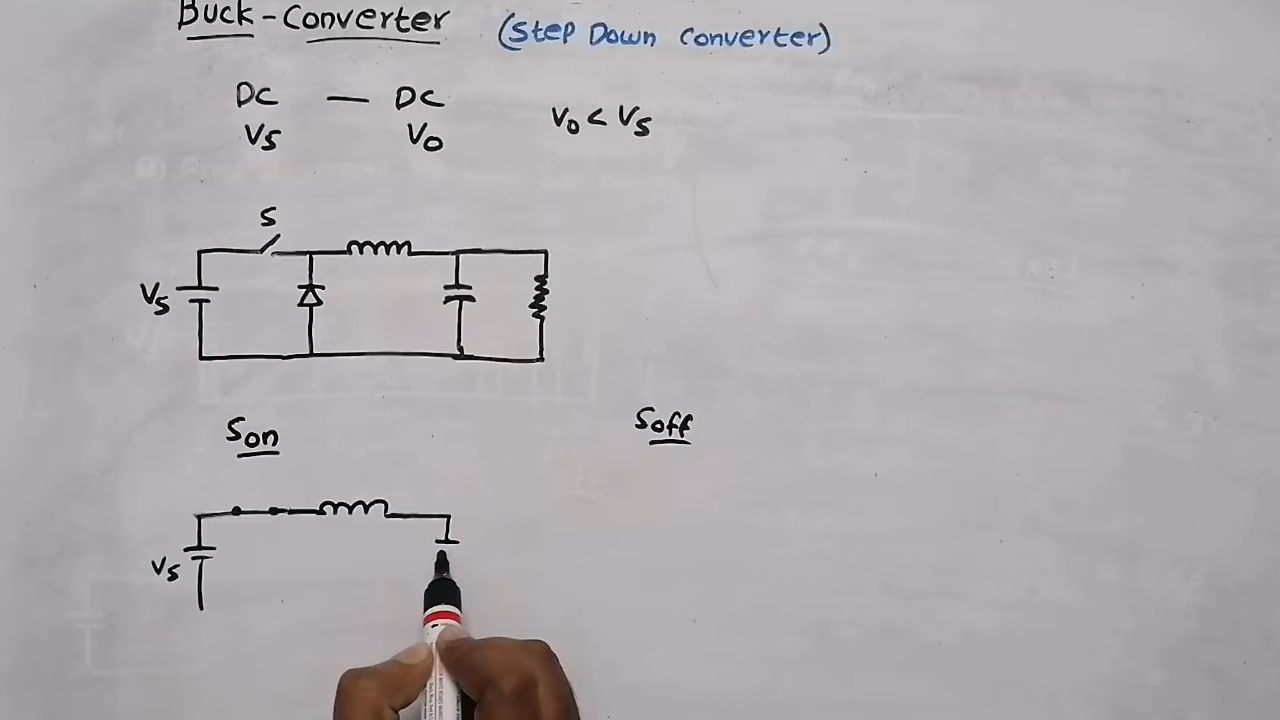 Buck-Converter (Step Down Converter)
DC — DC
Vs Vo Vo < Vs
S
Vs
Son Soff
Vs